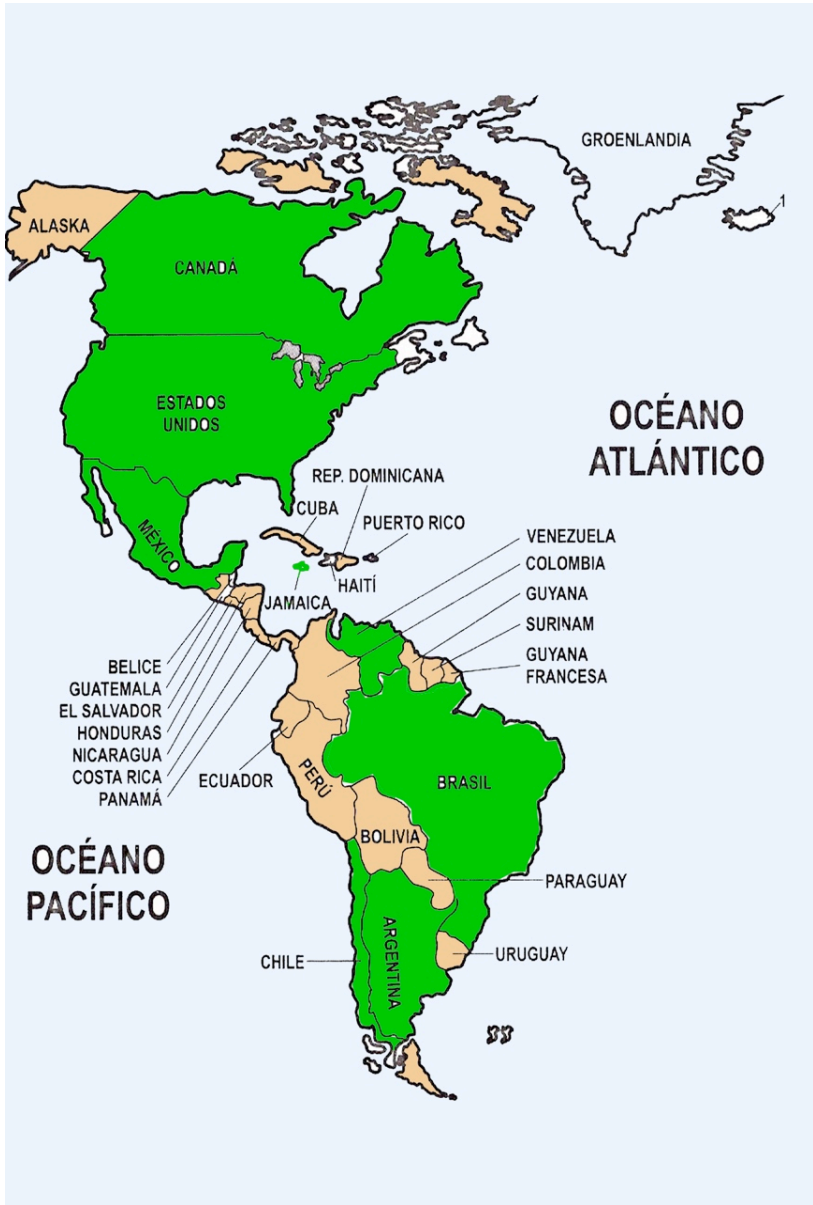 GROENLANDIA
1
ALASKA
CANADÁ
ESTADOS
UNIDOS
OCÉANO
ATLÁNTICO
REP. DOMINICANA
CUBA
PUERTO RICO
MÉXICO
HAITÍ
JAMAICA
VENEZUELA
COLOMBIA
GUYANA
SURINAM
GUYANA
FRANCESA
BELICE
GUATEMALA
EL SALVADOR
HONDURAS
NICARAGUA
COSTA RICA
PANAMÁ
ECUADOR
PERÚ
BRASIL
BOLIVIA
OCÉANO
PACÍFICO
PARAGUAY
ARGENTINA
CHILE
URUGUAY